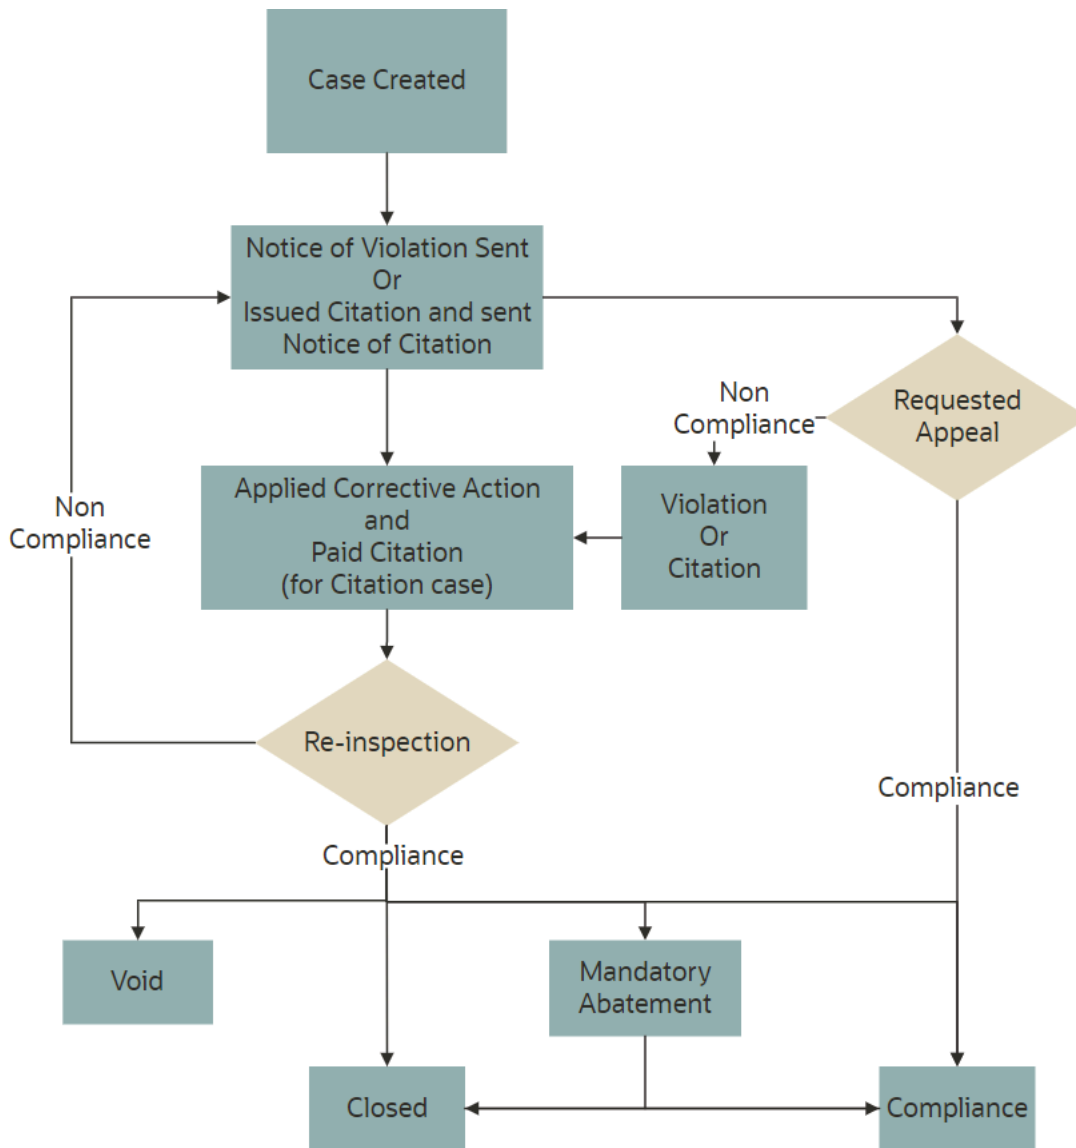 Case Created
Notice of Violation Sent
Or
Issued Citation and sent
Notice of Citation
Requested
Appeal
Non
Compliance
Applied Corrective Action
and
Paid Citation
(for Citation case)
Violation
Or
Citation
Non
Compliance
Re-inspection
Compliance
Compliance
Void
Mandatory
Abatement
Closed
Compliance